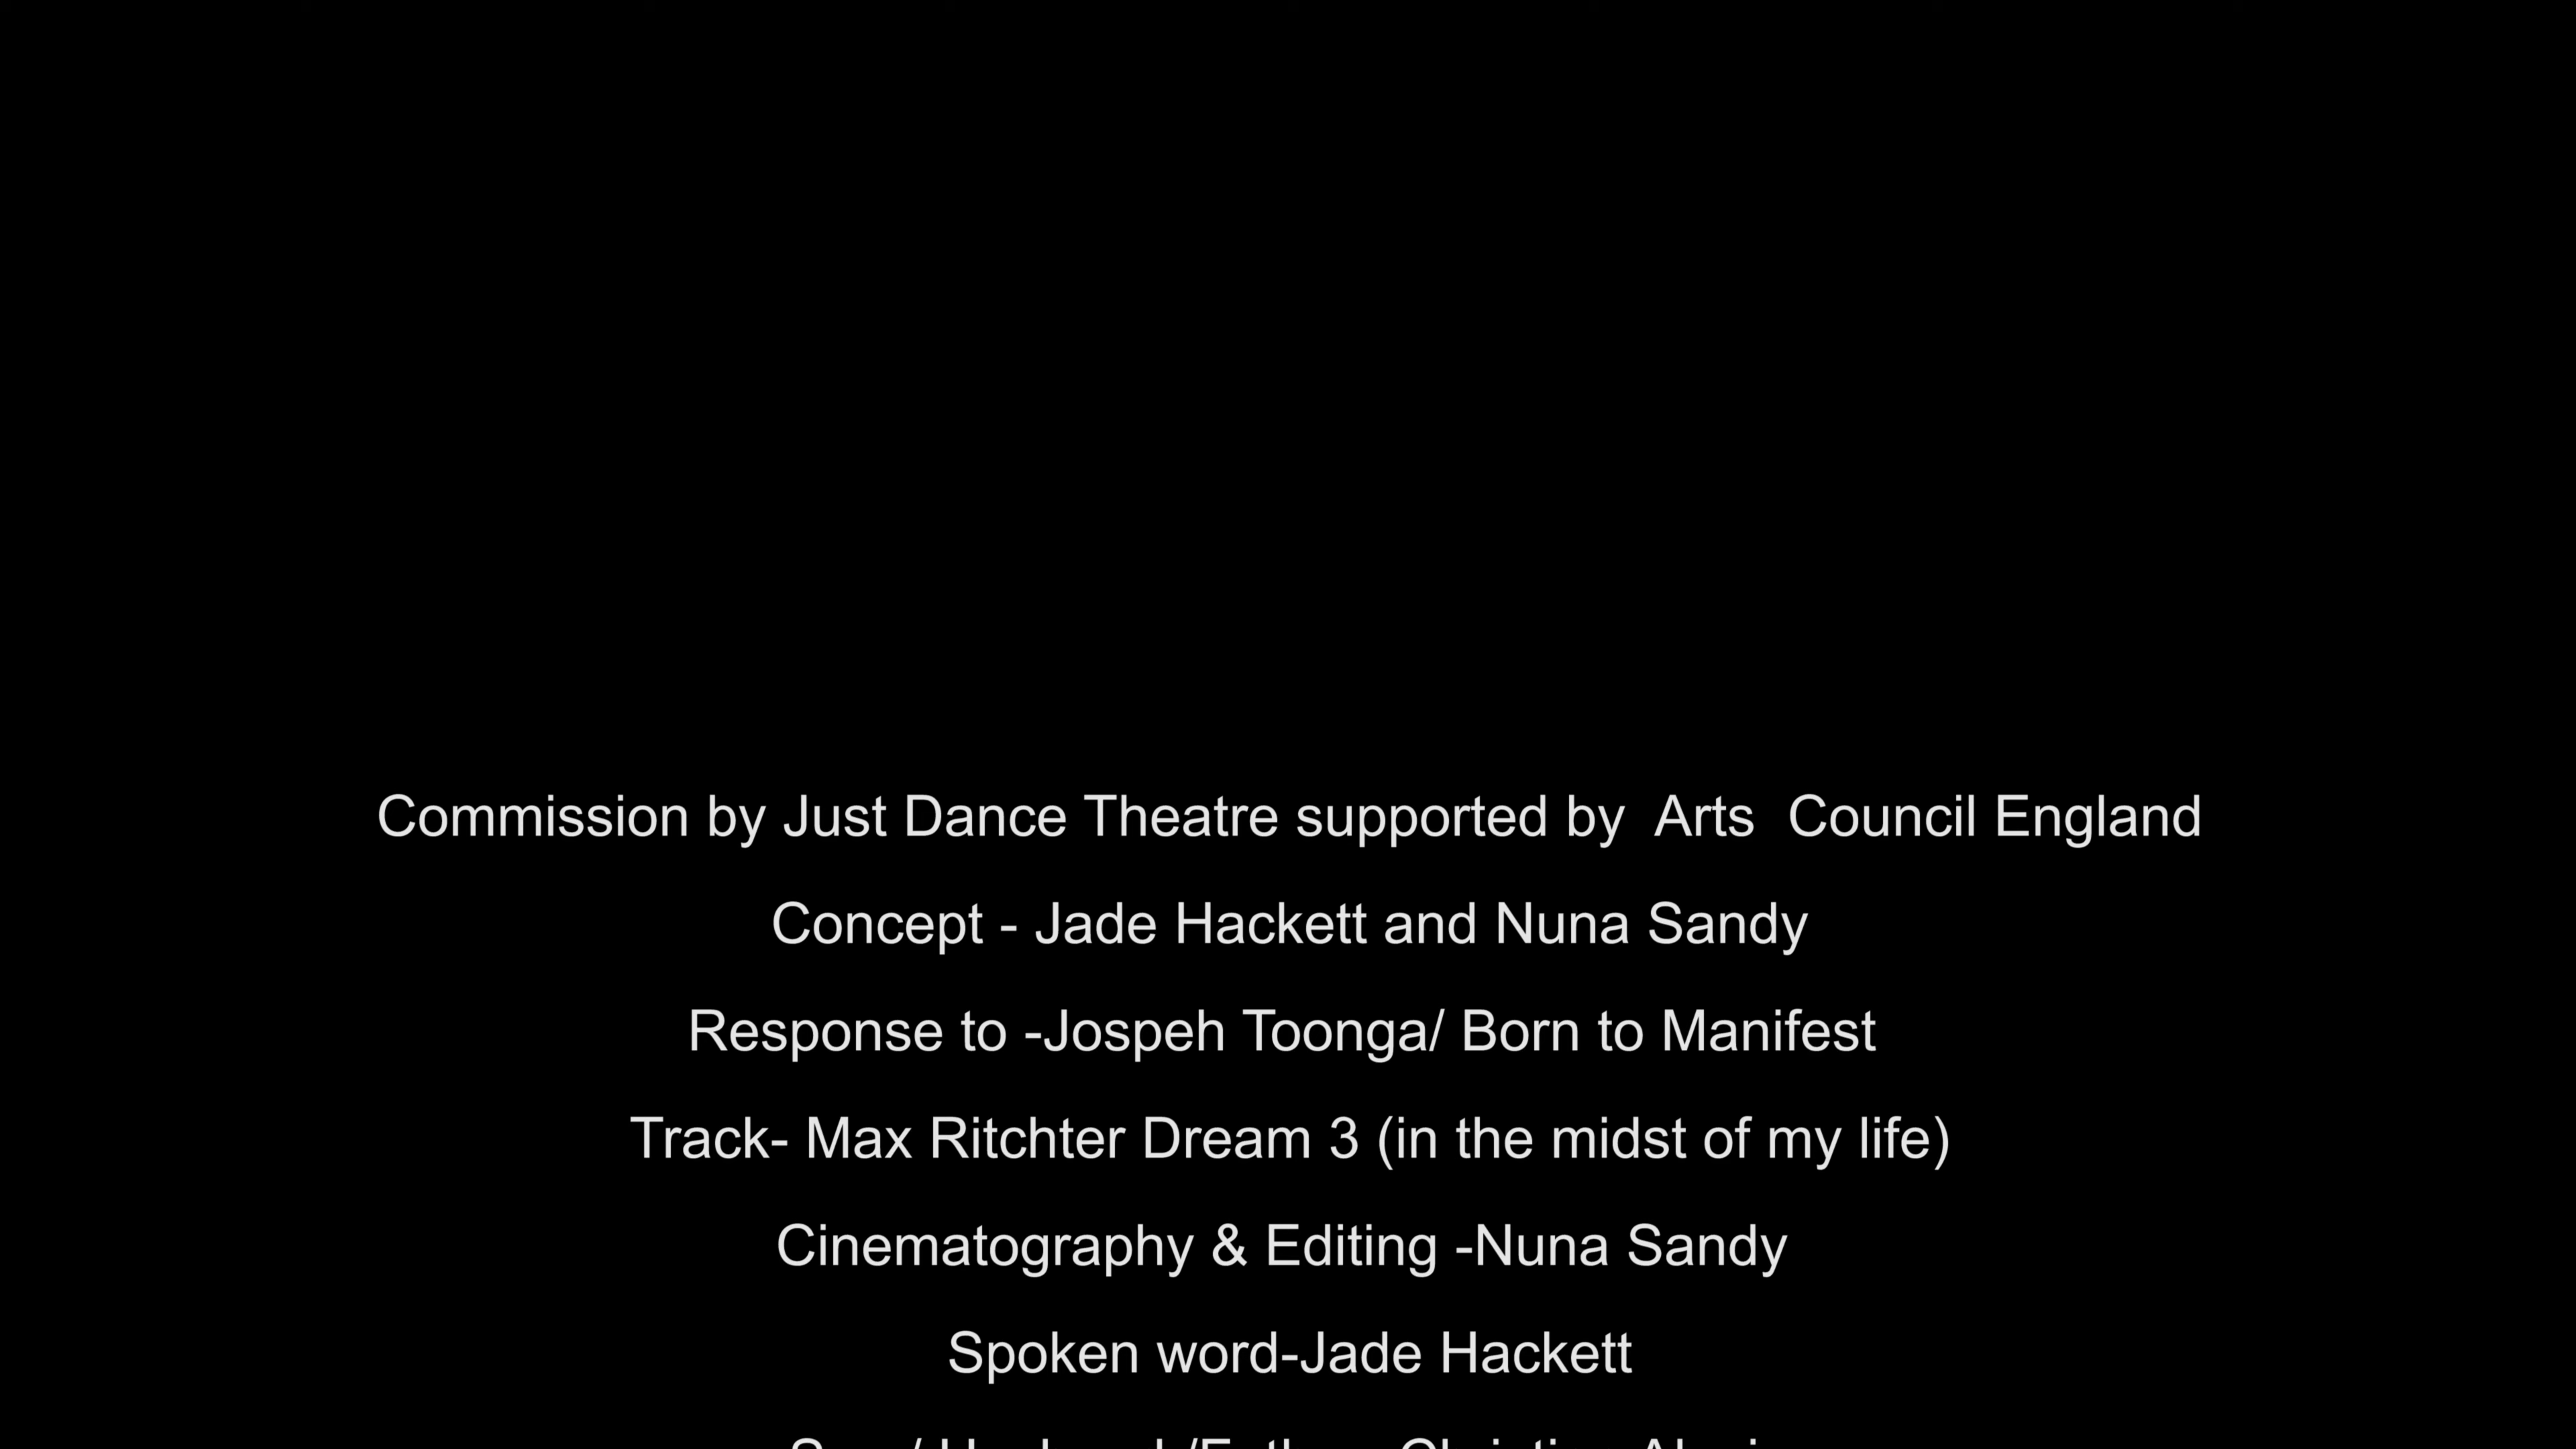 Commission by Just Dance Theatre supported by  Arts  Council England
Concept - Jade Hackett and Nuna Sandy
Response to -Jospeh Toonga/ Born to Manifest
Track- Max Ritchter Dream 3 (in the midst of my life)
Cinematography & Editing -Nuna Sandy
Spoken word-Jade Hackett